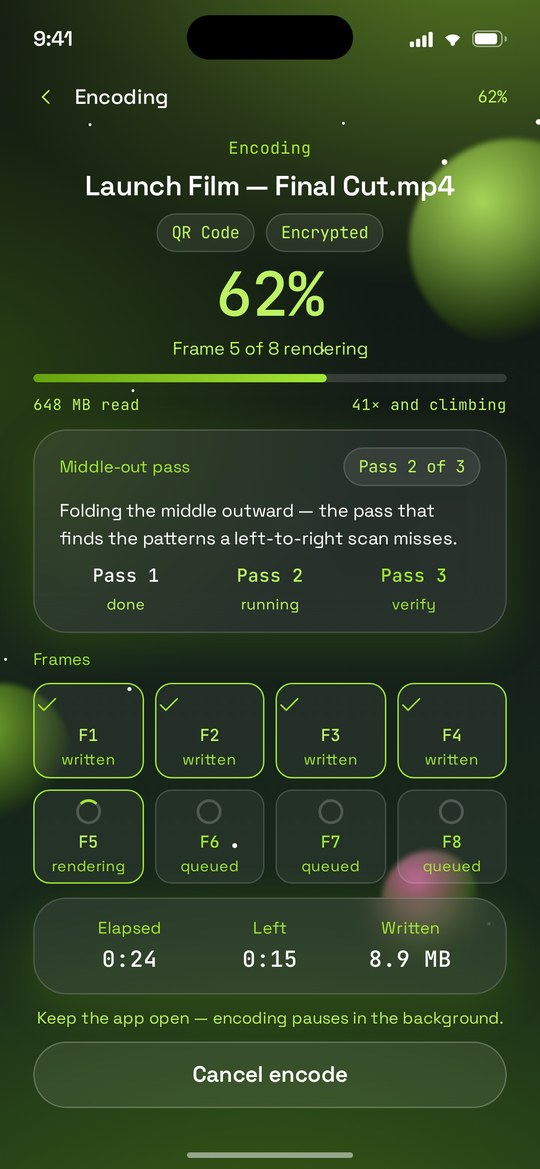 9:41
Encoding
62%
Encoding
Launch Film — Final Cut.mp4
QR Code
Encrypted
62%
Frame 5 of 8 rendering
648 MB read
41× and climbing
Middle-out pass
Pass 2 of 3
Folding the middle outward — the pass that
finds the patterns a left-to-right scan misses.
Pass 1
Pass 2
Pass 3
done
running
verify
Frames
F1
F2
F3
F4
written
written
written
written
F5
F6
F7
F8
rendering
queued
queued
queued
Elapsed
Left
Written
0:24
0:15
8.9 MB
Keep the app open — encoding pauses in the background.
Cancel encode